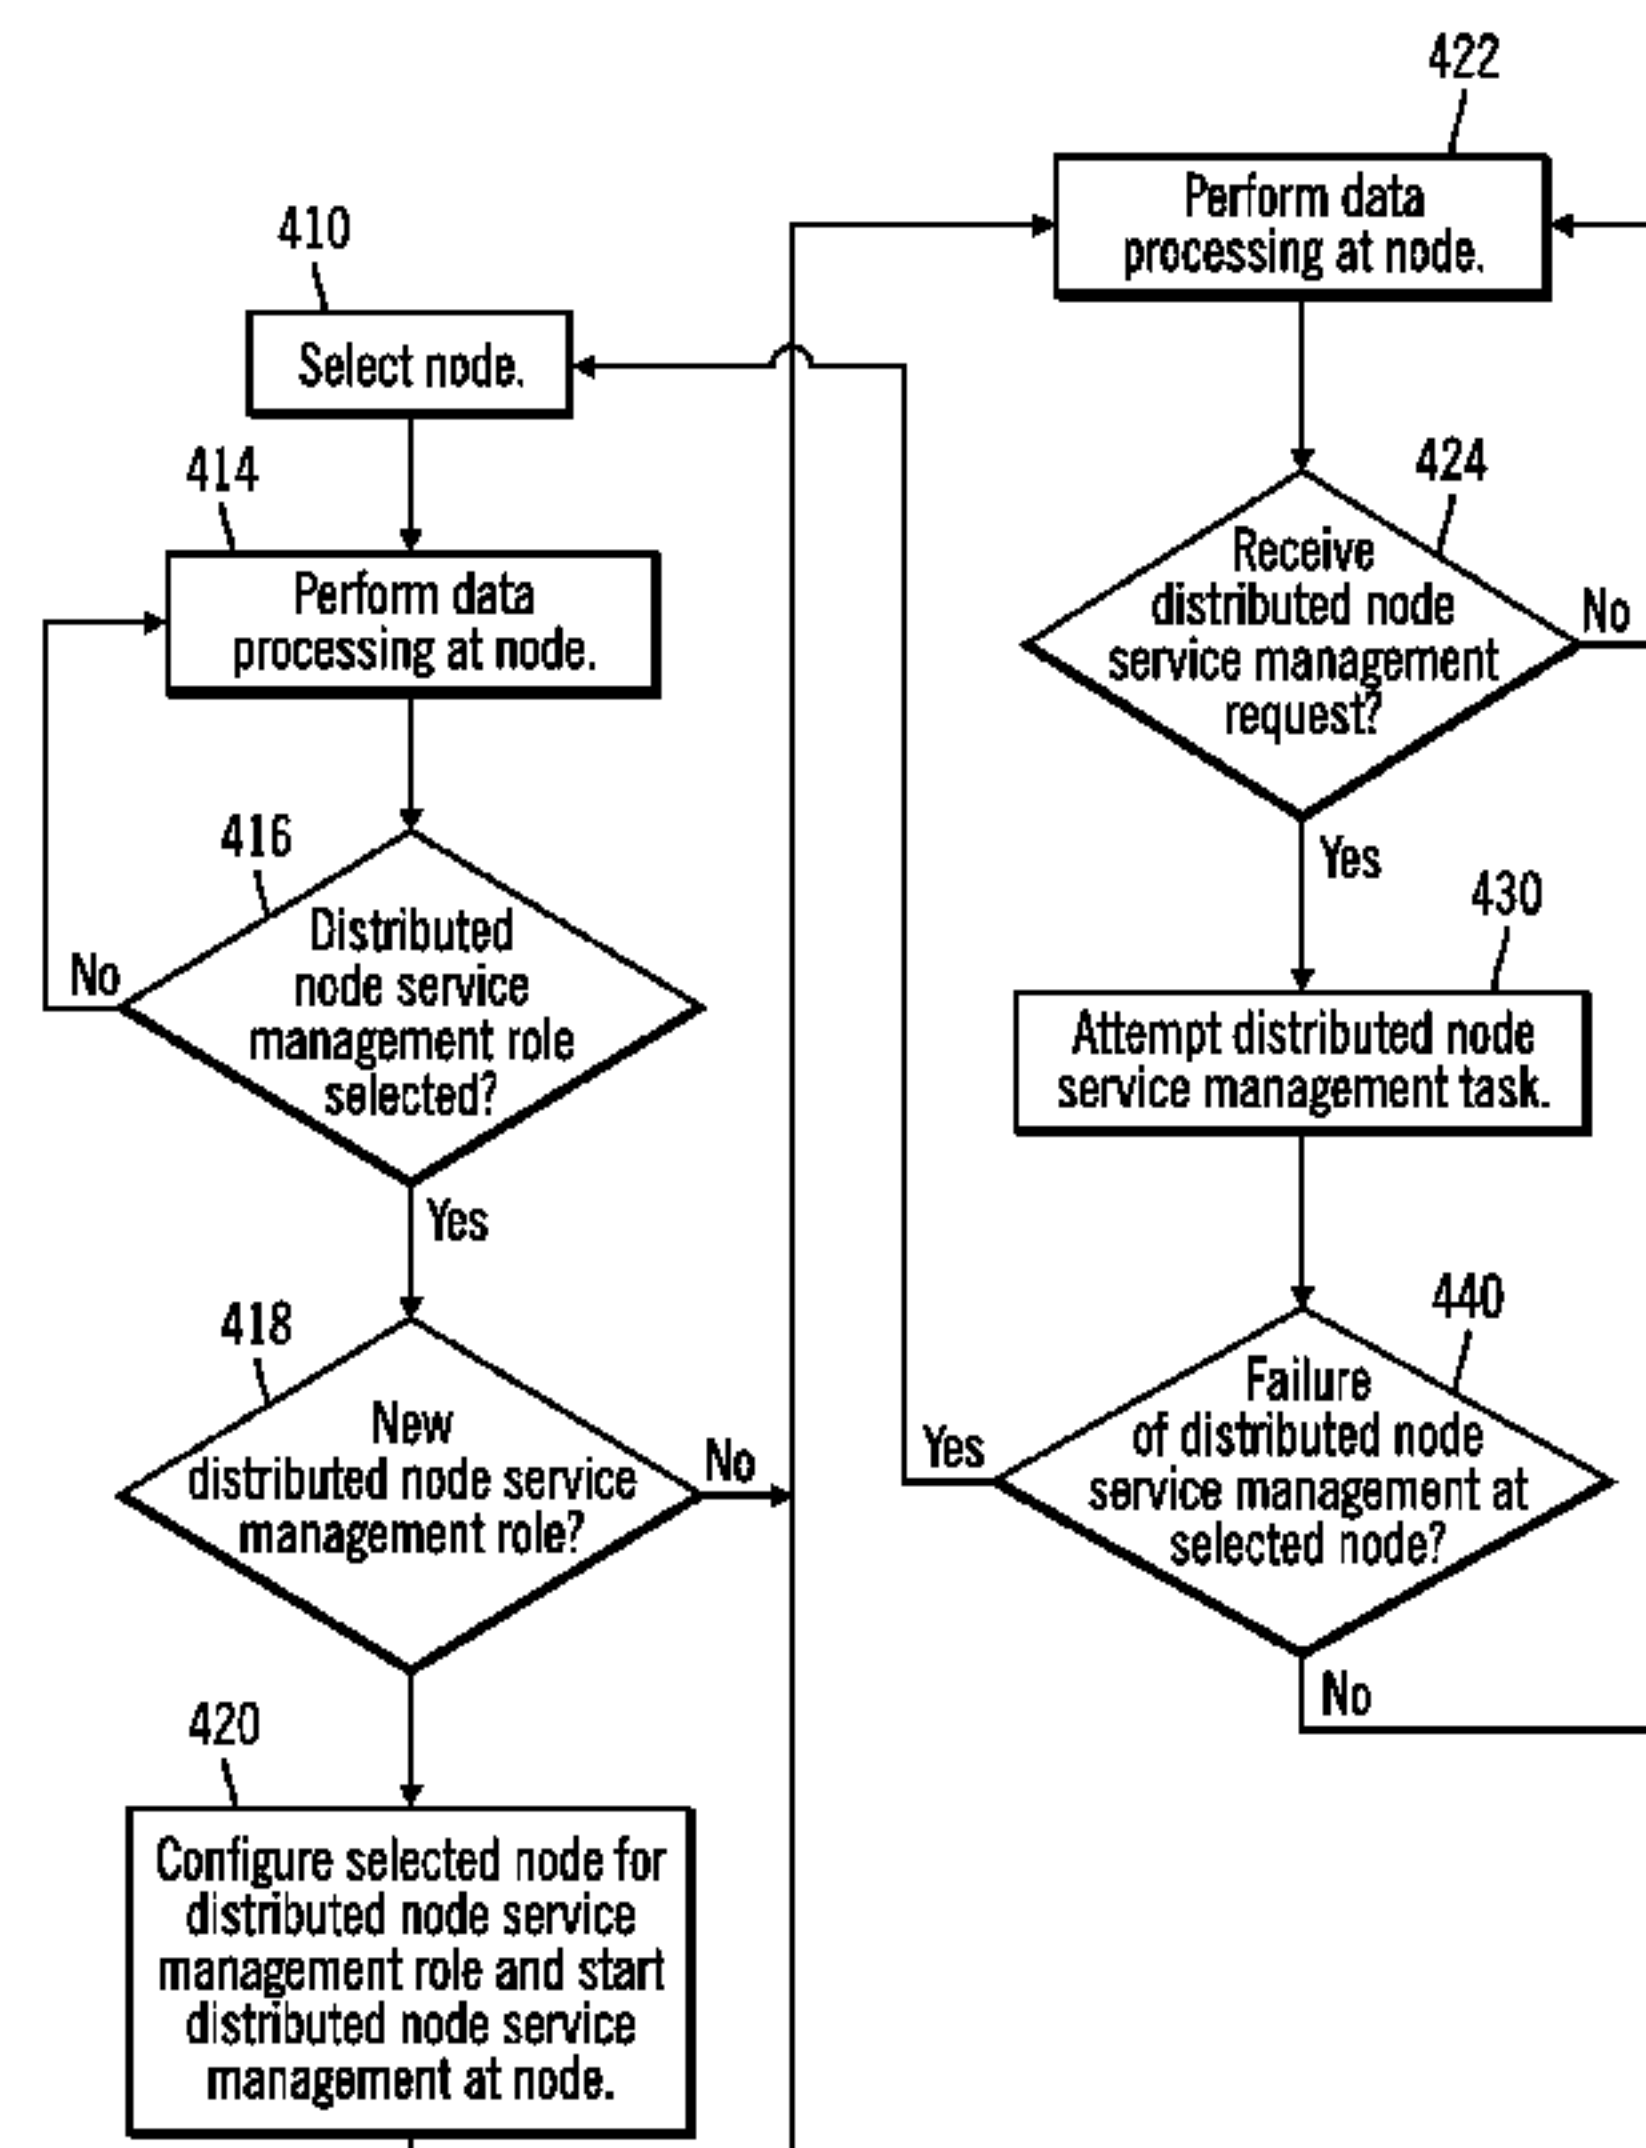 410
Select node.
414
Perform data
processing at node.
416
Distributed
node service
management role
selected?
No
Yes
418
New
distributed node service
management role?
No
420
Configure selected node for
distributed node service
management role and start
distributed node service
management at node.
422
Perform data
processing at node.
424
Receive
distributed node
service management
request?
No
Yes
430
Attempt distributed node
service management task.
440
Failure
of distributed node
service management at
selected node?
Yes
No